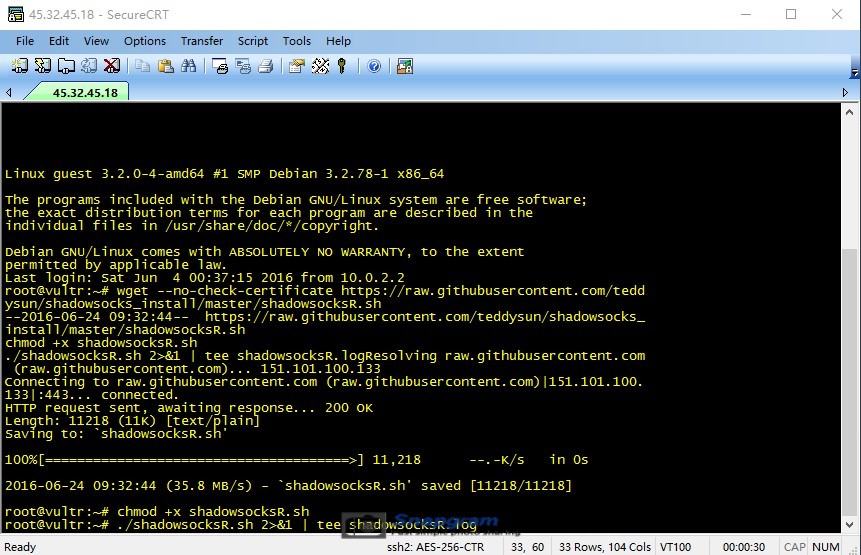 45.32.45.18 - SecureCRT
File Edit View Options Transfer Script Tools Help
45.32.45.18
Linux guest 3.2.0-4-amd64 #1 SMP Debian 3.2.78-1 x86_64
The programs included with the Debian GNU/Linux system are free software;
the exact distribution terms for each program are described in the
individual files in /usr/share/doc/*/copyright.
Debian GNU/Linux comes with ABSOLUTELY NO WARRANTY, to the extent
permitted by applicable law.
Last login: Sat Jun  4 00:37:15 2016 from 10.0.2.2
root@vultr:~# wget --no-check-certificate https://raw.githubusercontent.com/tedd
ysun/shadowsocks_install/master/shadowsocksR.sh
--2016-06-24 09:32:44--  https://raw.githubusercontent.com/teddysun/shadowsocks_
install/master/shadowsocksR.sh
chmod +x shadowsocksR.sh
./shadowsocksR.sh 2>&1 | tee shadowsocksR.logResolving raw.githubusercontent.com
 (raw.githubusercontent.com)... 151.101.100.133
Connecting to raw.githubusercontent.com (raw.githubusercontent.com)|151.101.100.
133|:443... connected.
HTTP request sent, awaiting response... 200 OK
Length: 11218 (11K) [text/plain]
Saving to: `shadowsocksR.sh'
100%[======================================>] 11,218      --.-K/s   in 0s
2016-06-24 09:32:44 (35.8 MB/s) - `shadowsocksR.sh' saved [11218/11218]
root@vultr:~# chmod +x shadowsocksR.sh
root@vultr:~# ./shadowsocksR.sh 2>&1 | tee shadowsocksR.log
Snapgram
Fast simple photo sharing
Ready ssh2: AES-256-CTR 33, 60 33 Rows, 104 Cols VT100 00:00:30 CAP NUM